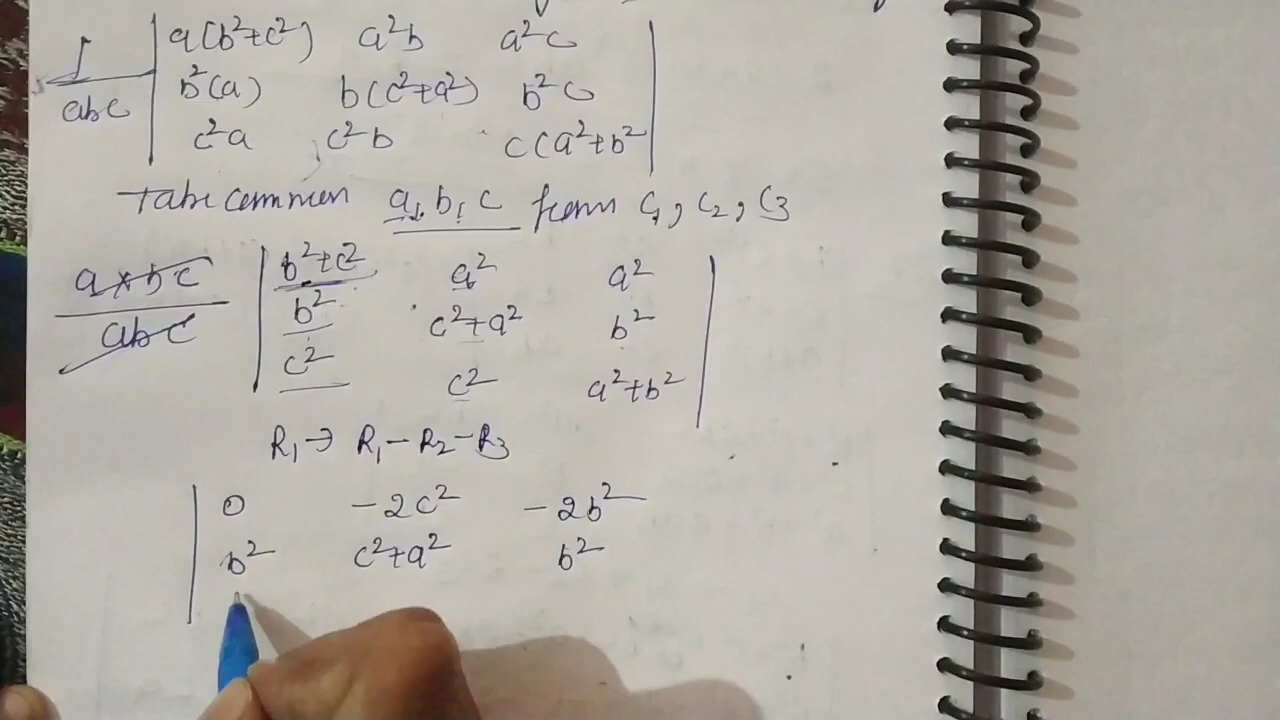 a(b²+c²) a²b a²c
1/abc b²(a) b(c²+a²) b²c
c²a c²b c(a²+b²
Take common a, b, c from C₁, C₂, C₃
b²+c² a² a²
a×bc/abc b² c²+a² b²
c² c² a²+b²
R₁→ R₁-R₂-R₃
0 -2c² -2b²
b² c²+a² b²